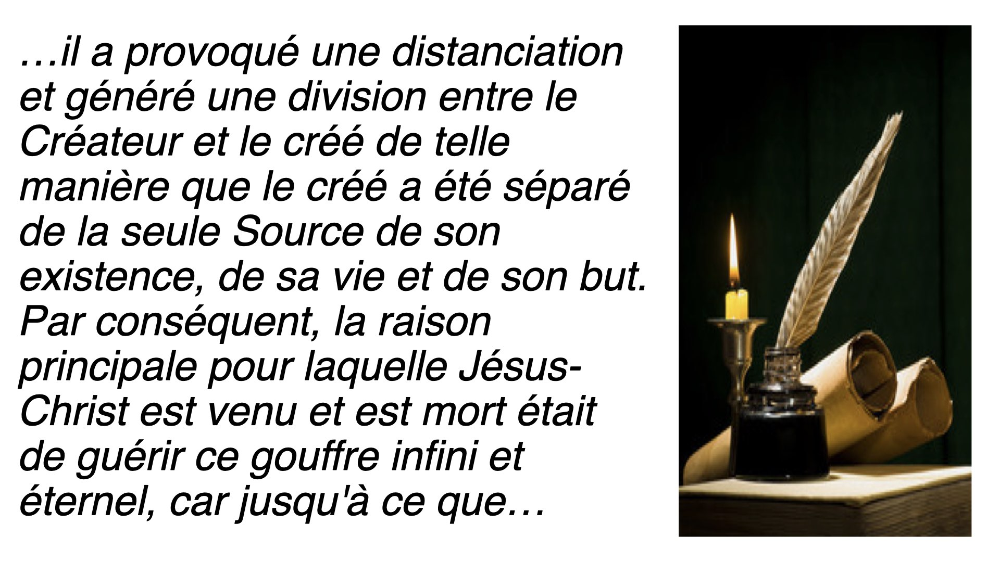 …il a provoqué une distanciation
et généré une division entre le
Créateur et le créé de telle
manière que le créé a été séparé
de la seule Source de son
existence, de sa vie et de son but.
Par conséquent, la raison
principale pour laquelle Jésus-
Christ est venu et est mort était
de guérir ce gouffre infini et
éternel, car jusqu'à ce que…